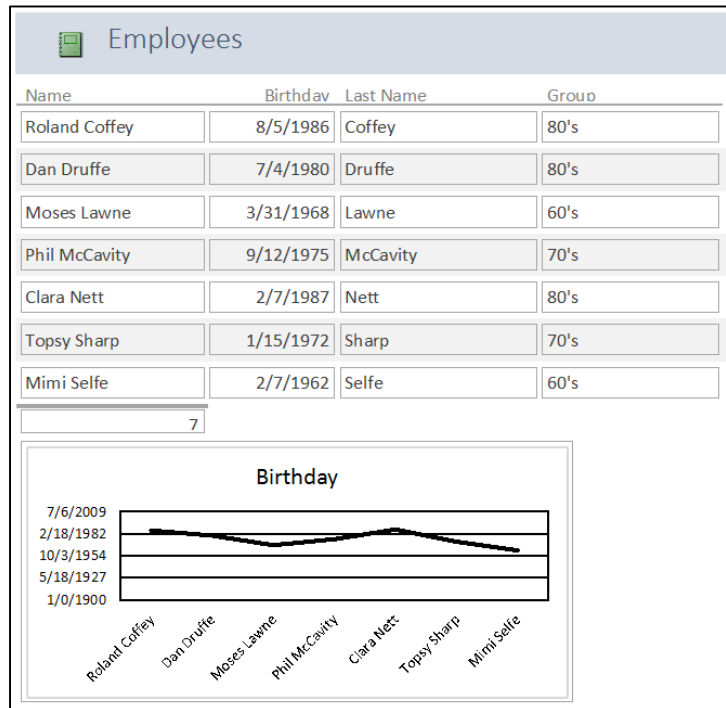 Employees
Name Birthday Last Name Group
Roland Coffey 8/5/1986 Coffey 80's
Dan Druffe 7/4/1980 Druffe 80's
Moses Lawne 3/31/1968 Lawne 60's
Phil McCavity 9/12/1975 McCavity 70's
Clara Nett 2/7/1987 Nett 80's
Topsy Sharp 1/15/1972 Sharp 70's
Mimi Selfe 2/7/1962 Selfe 60's
7
Birthday
7/6/2009
2/18/1982
10/3/1954
5/18/1927
1/0/1900
Roland Coffey
Dan Druffe
Moses Lawne
Phil McCavity
Clara Nett
Topsy Sharp
Mimi Selfe